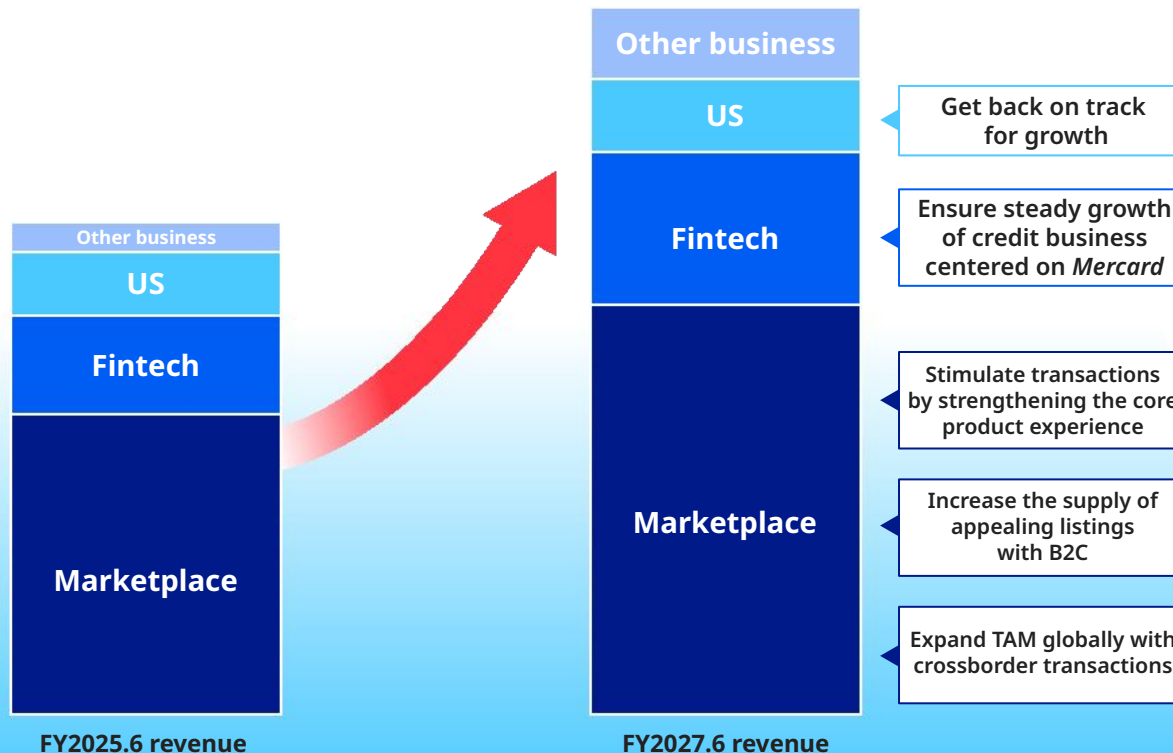 Other business
US
Fintech
Marketplace
FY2025.6 revenue
Other business
US
Fintech
Marketplace
FY2027.6 revenue
Get back on track
for growth
Ensure steady growth
of credit business
centered on Mercard
Stimulate transactions
by strengthening the core
product experience
Increase the supply of
appealing listings
with B2C
Expand TAM globally with
crossborder transactions